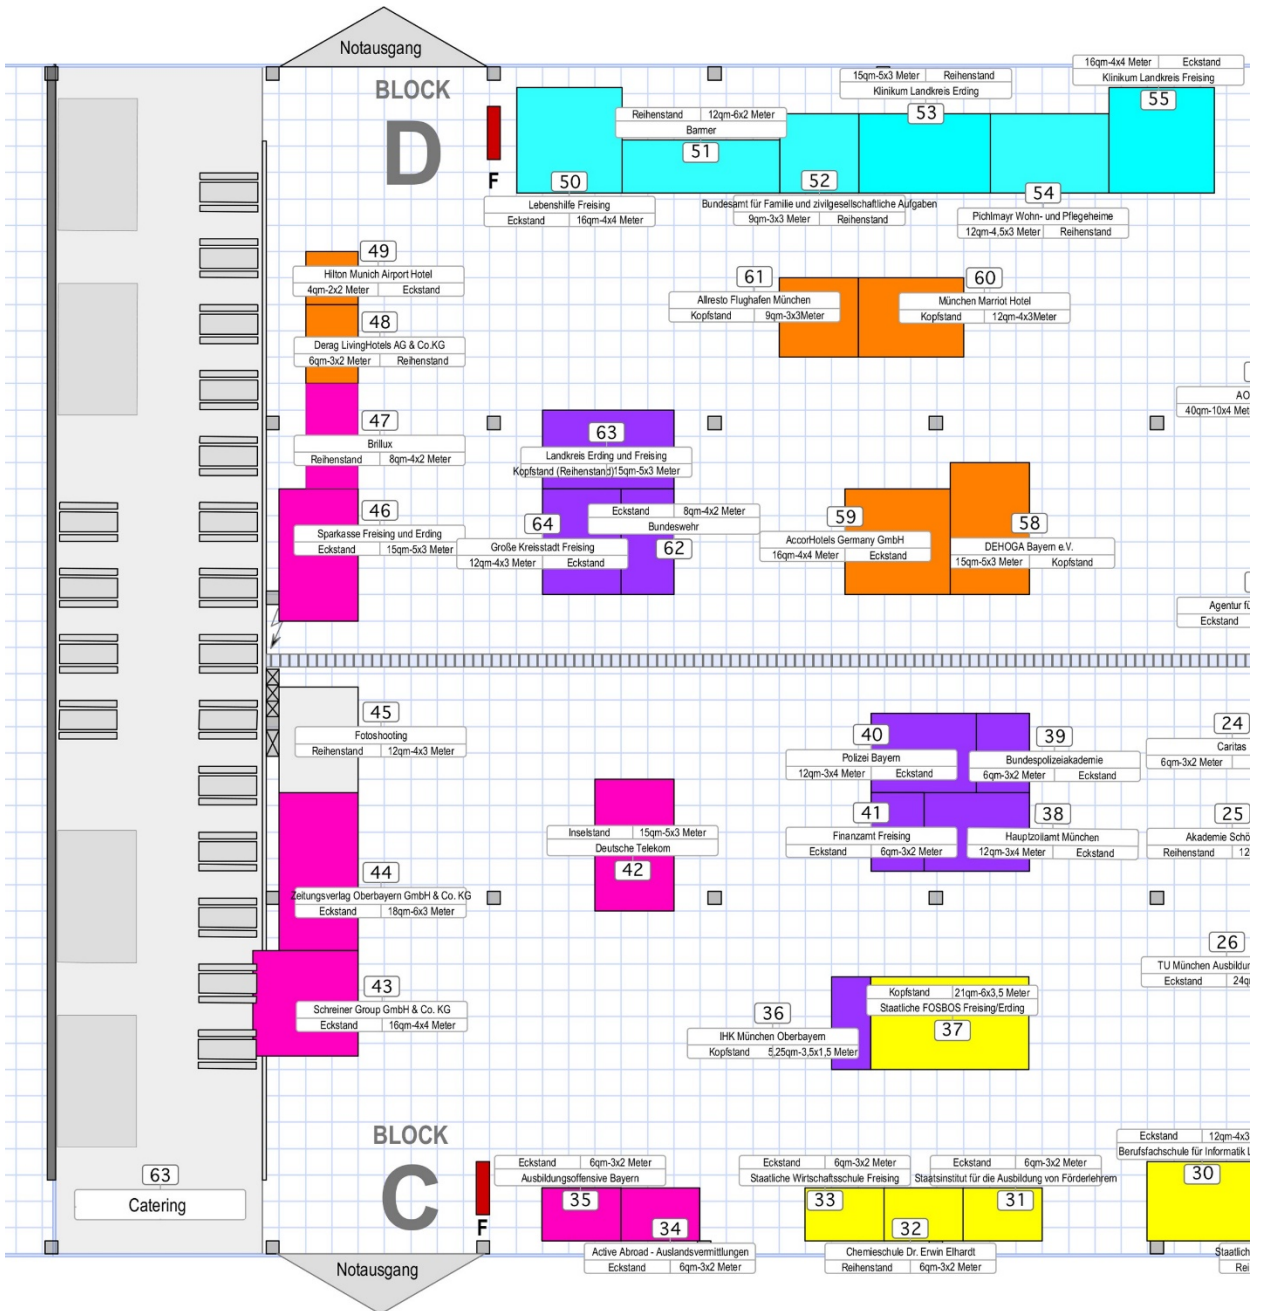 Notausgang
BLOCK
D
F
50
Lebenshilfe Freising
Eckstand 16qm-4x4 Meter
Reihenstand 12qm-6x2 Meter
Barmer
51
52
Bundesamt für Familie und zivilgesellschaftliche Aufgaben
9qm-3x3 Meter Reihenstand
15qm-5x3 Meter Reihenstand
Klinikum Landkreis Erding
53
54
Pichlmayr Wohn- und Pflegeheime
12qm-4,5x3 Meter Reihenstand
16qm-4x4 Meter Eckstand
Klinikum Landkreis Freising
55
49
Hilton Munich Airport Hotel
4qm-2x2 Meter Eckstand
48
Derag LivingHotels AG & Co.KG
6qm-3x2 Meter Reihenstand
61
Allresto Flughafen München
Kopfstand 9qm-3x3Meter
60
München Marriot Hotel
Kopfstand 12qm-4x3Meter
AO
40qm-10x4 Mete
47
Brillux
Reihenstand 8qm-4x2 Meter
63
Landkreis Erding und Freising
Kopfstand (Reihenstand) 15qm-5x3 Meter
46
Sparkasse Freising und Erding
Eckstand 15qm-5x3 Meter
64
Große Kreisstadt Freising
12qm-4x3 Meter Eckstand
Eckstand 8qm-4x2 Meter
Bundeswehr
62
59
AccorHotels Germany GmbH
16qm-4x4 Meter Eckstand
58
DEHOGA Bayern e.V.
15qm-5x3 Meter Kopfstand
Agentur fü
Eckstand
45
Fotoshooting
Reihenstand 12qm-4x3 Meter
40
Polizei Bayern
12qm-3x4 Meter Eckstand
39
Bundespolizeiakademie
6qm-3x2 Meter Eckstand
24
Caritas
6qm-3x2 Meter
Inselstand 15qm-5x3 Meter
Deutsche Telekom
42
41
Finanzamt Freising
Eckstand 6qm-3x2 Meter
38
Hauptzollamt München
12qm-3x4 Meter Eckstand
25
Akademie Schö
Reihenstand 12
44
Zeitungsverlag Oberbayern GmbH & Co. KG
Eckstand 18qm-6x3 Meter
26
TU München Ausbildu
Eckstand 24q
43
Schreiner Group GmbH & Co. KG
Eckstand 16qm-4x4 Meter
36
IHK München Oberbayern
Kopfstand 5,25qm-3,5x1,5 Meter
Kopfstand 21qm-6x3,5 Meter
Staatliche FOSBOS Freising/Erding
37
BLOCK
C
F
63
Catering
Eckstand 6qm-3x2 Meter
Ausbildungsoffensive Bayern
35
34
Active Abroad - Auslandsvermittlungen
Eckstand 6qm-3x2 Meter
Eckstand 6qm-3x2 Meter
Staatliche Wirtschaftsschule Freising
33
32
Chemieschule Dr. Erwin Elhardt
Reihenstand 6qm-3x2 Meter
Eckstand 6qm-3x2 Meter
Staatsinstitut für die Ausbildung von Förderlehrern
31
Eckstand 12qm-4x3
Berufsfachschule für Informatik
30
Staatlich
Rei
Notausgang